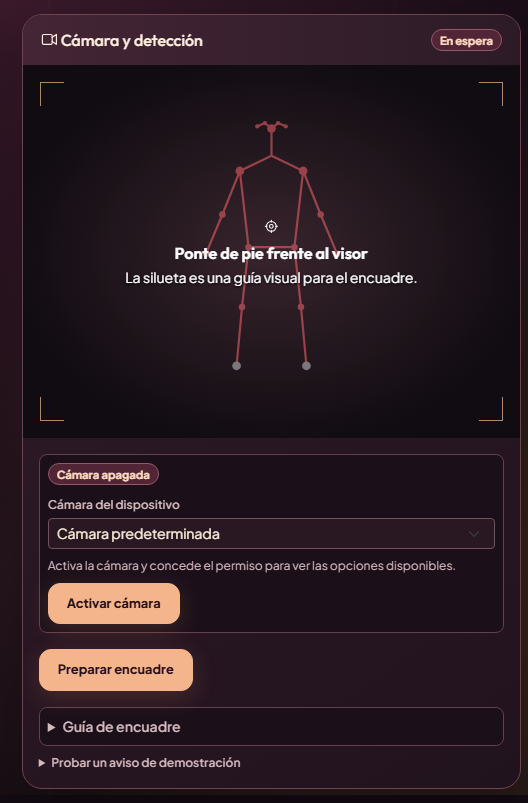 Cámara y detección
En espera
Ponte de pie frente al visor
La silueta es una guía visual para el encuadre.
Cámara apagada
Cámara del dispositivo
Cámara predeterminada
Activa la cámara y concede el permiso para ver las opciones disponibles.
Activar cámara
Preparar encuadre
Guía de encuadre
Probar un aviso de demostración